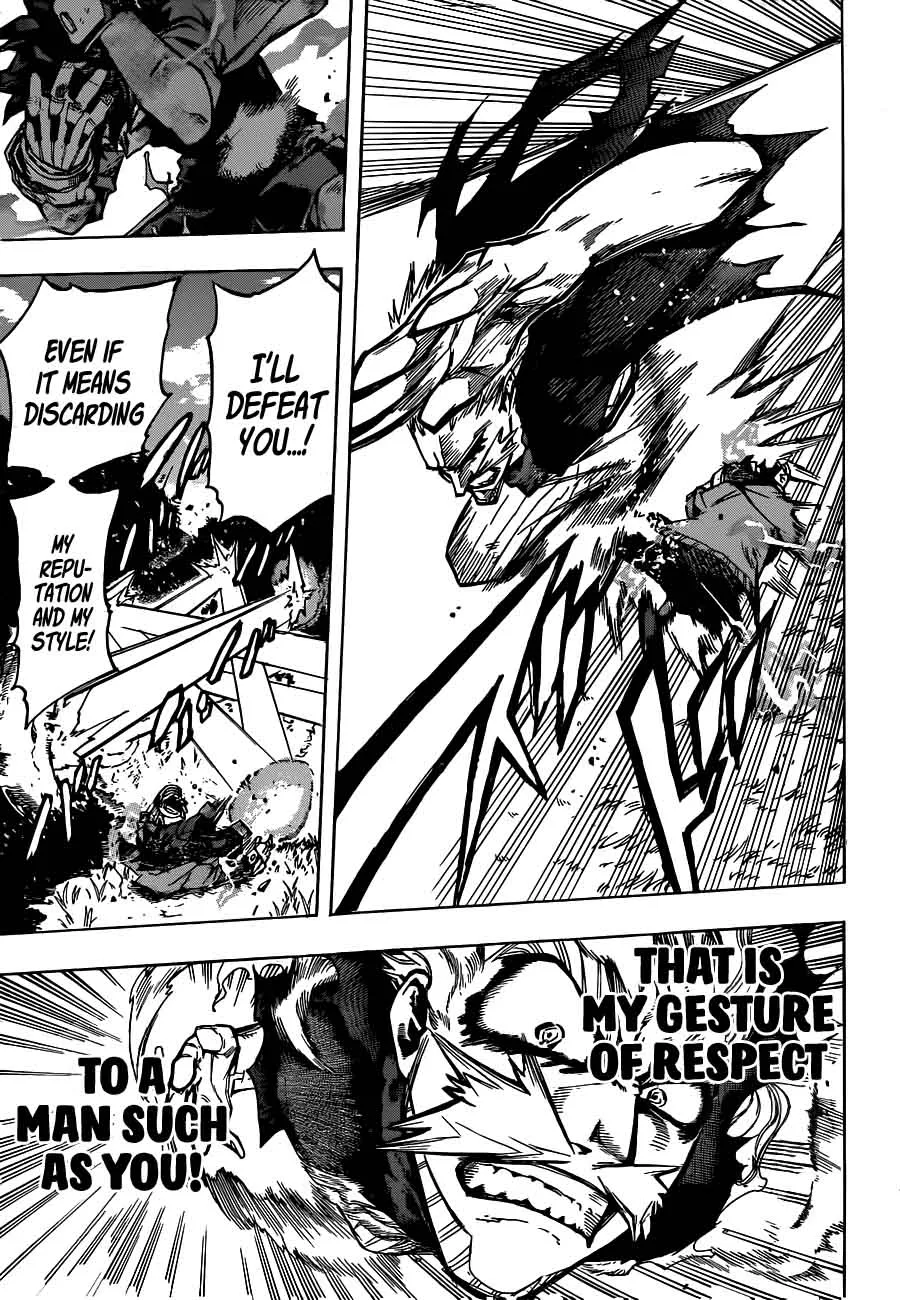 I'LL
DEFEAT
YOU...!
EVEN IF
IT MEANS
DISCARDING
MY
REPU-
TATION
AND MY
STYLE!
THAT IS
MY GESTURE
OF RESPECT
TO A
MAN SUCH
AS YOU!